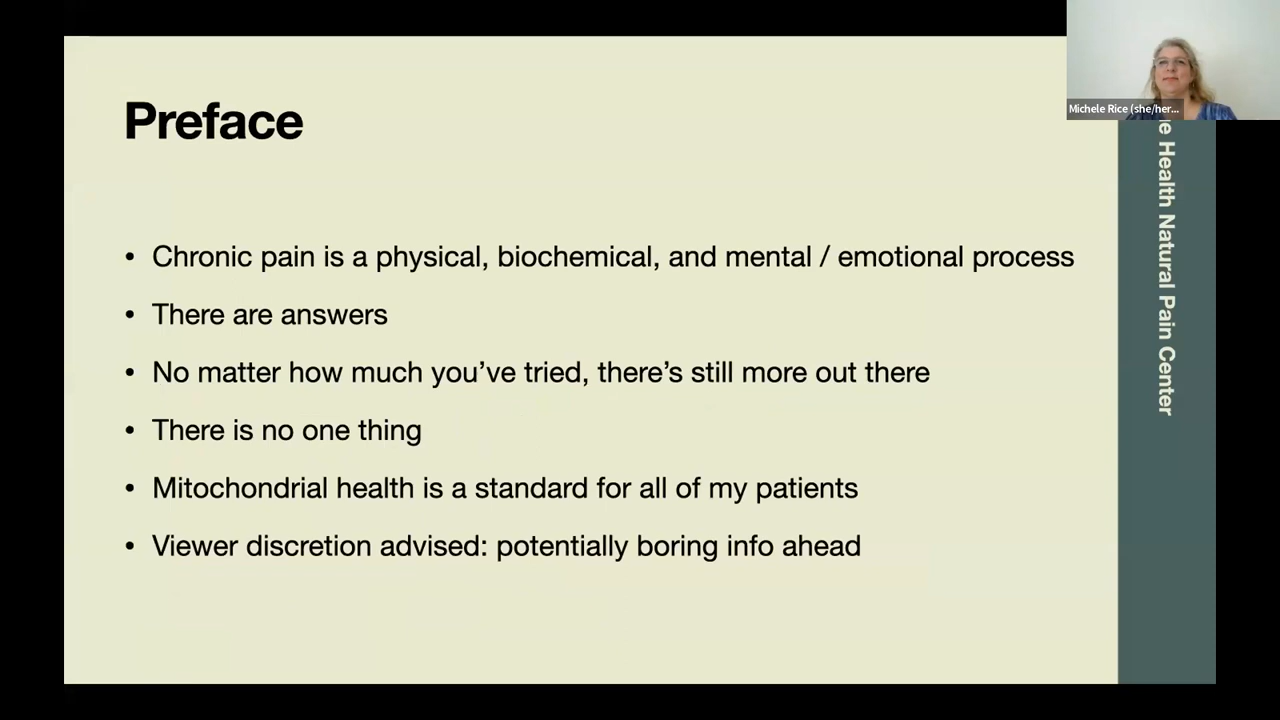 Preface
• Chronic pain is a physical, biochemical, and mental / emotional process
• There are answers
• No matter how much you’ve tried, there’s still more out there
• There is no one thing
• Mitochondrial health is a standard for all of my patients
• Viewer discretion advised: potentially boring info ahead
Michele Rice (she/her...
Health Natural Pain Center